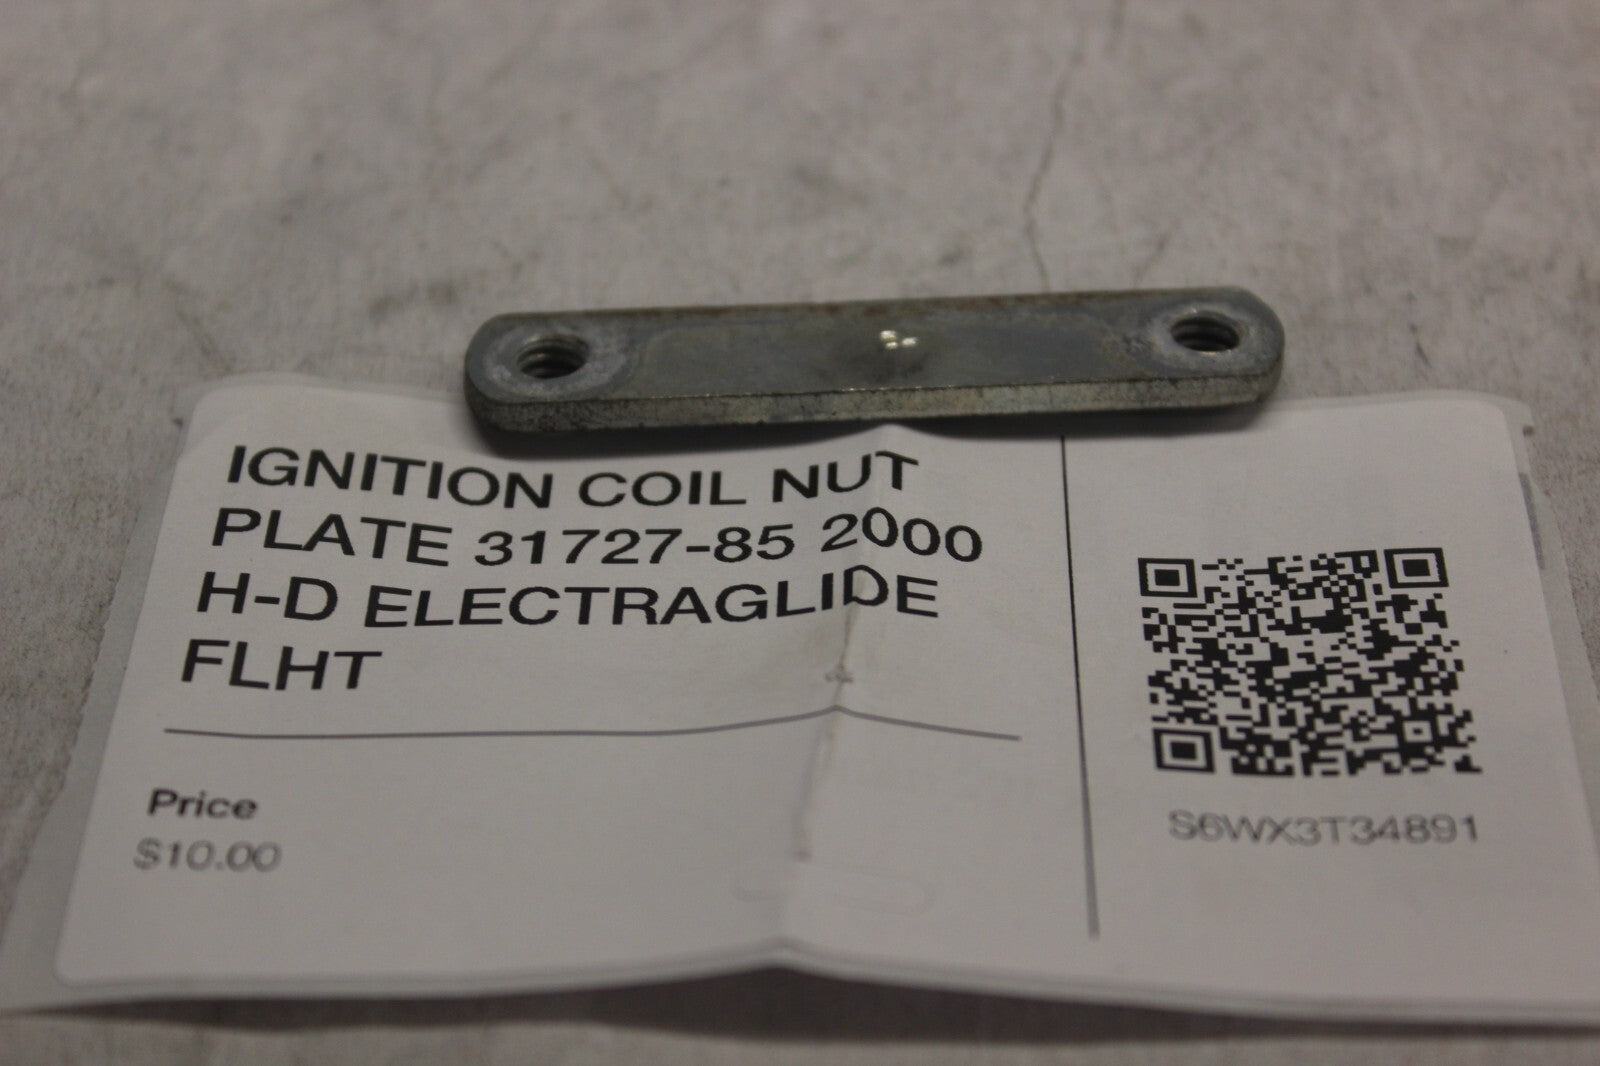 IGNITION COIL NUT
PLATE 31727-85 2000
H-D ELECTRAGLIDE
FLHT
Price
$10.00
S6WX3T34891